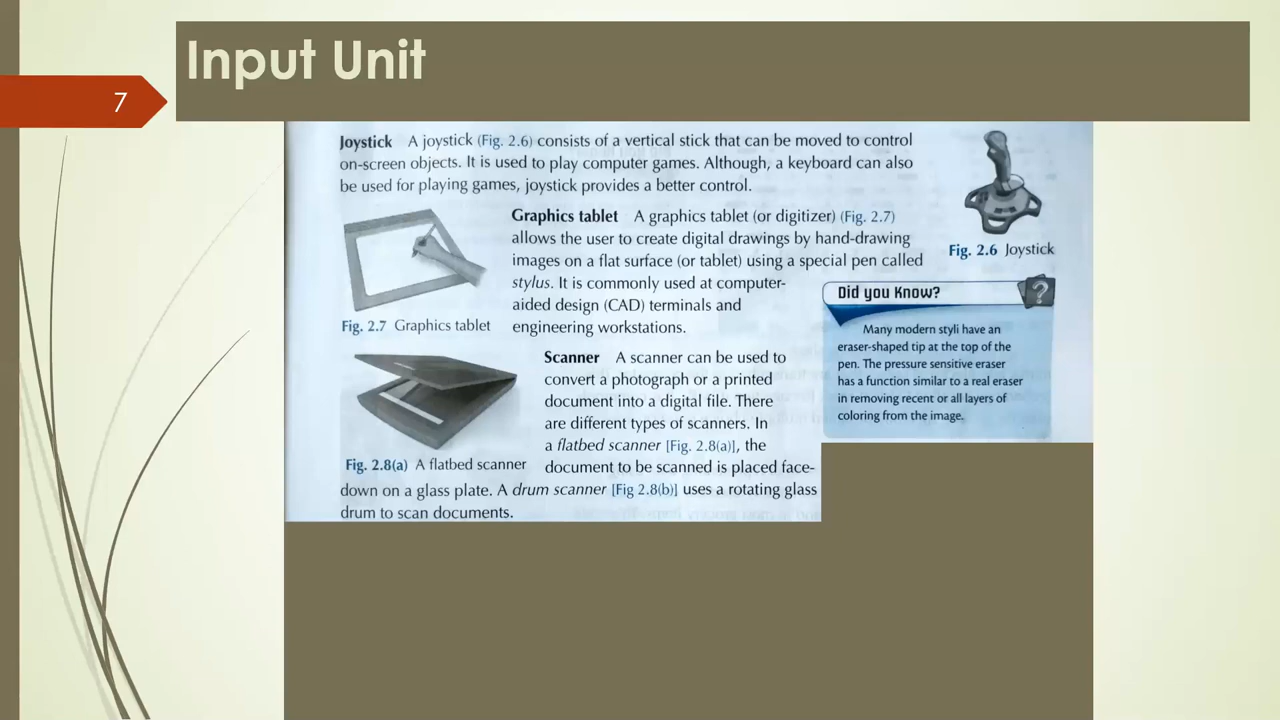 Input Unit
7
Joystick A joystick (Fig. 2.6) consists of a vertical stick that can be moved to control
on-screen objects. It is used to play computer games. Although, a keyboard can also
be used for playing games, joystick provides a better control.
Fig. 2.6 Joystick
Graphics tablet A graphics tablet (or digitizer) (Fig. 2.7)
allows the user to create digital drawings by hand-drawing
images on a flat surface (or tablet) using a special pen called
stylus. It is commonly used at computer-
aided design (CAD) terminals and
engineering workstations.
Fig. 2.7 Graphics tablet
Did you Know?
?
Many modern styli have an
eraser-shaped tip at the top of the
pen. The pressure sensitive eraser
has a function similar to a real eraser
in removing recent or all layers of
coloring from the image.
Scanner A scanner can be used to
convert a photograph or a printed
document into a digital file. There
are different types of scanners. In
a flatbed scanner [Fig. 2.8(a)], the
document to be scanned is placed face-
Fig. 2.8(a) A flatbed scanner
down on a glass plate. A drum scanner [Fig 2.8(b)] uses a rotating glass
drum to scan documents.